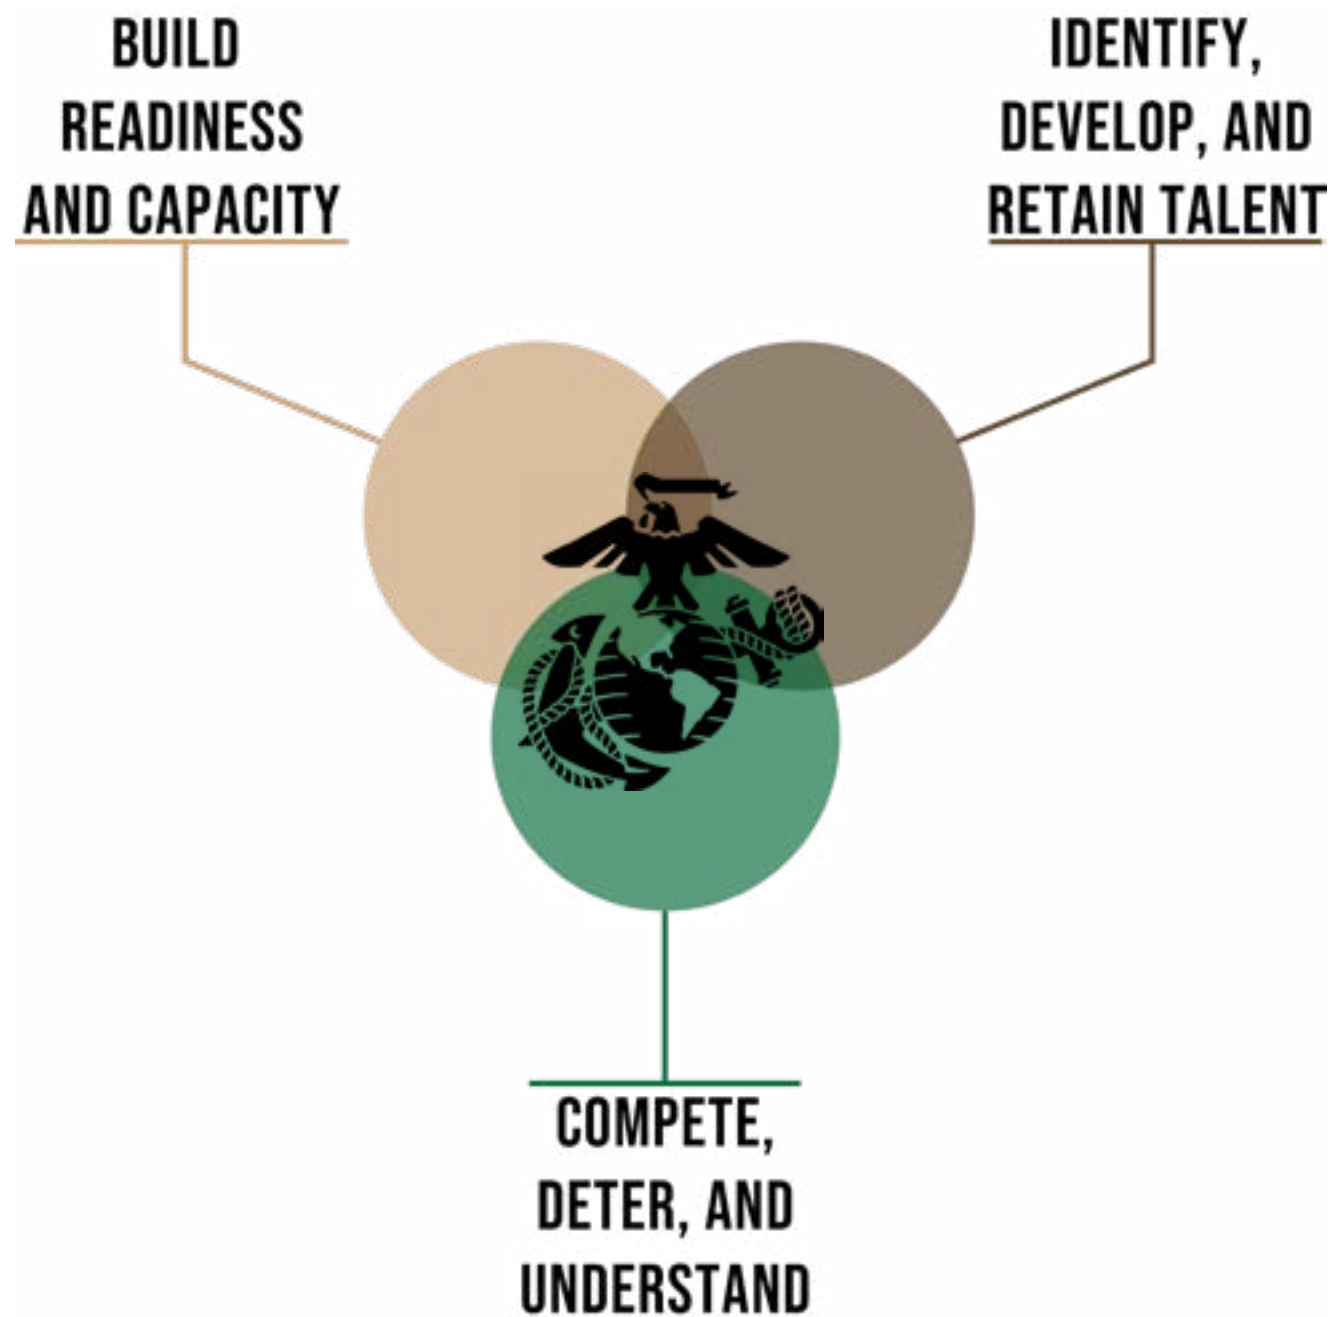 BUILD
READINESS
AND CAPACITY
IDENTIFY,
DEVELOP, AND
RETAIN TALENT
COMPETE,
DETER, AND
UNDERSTAND